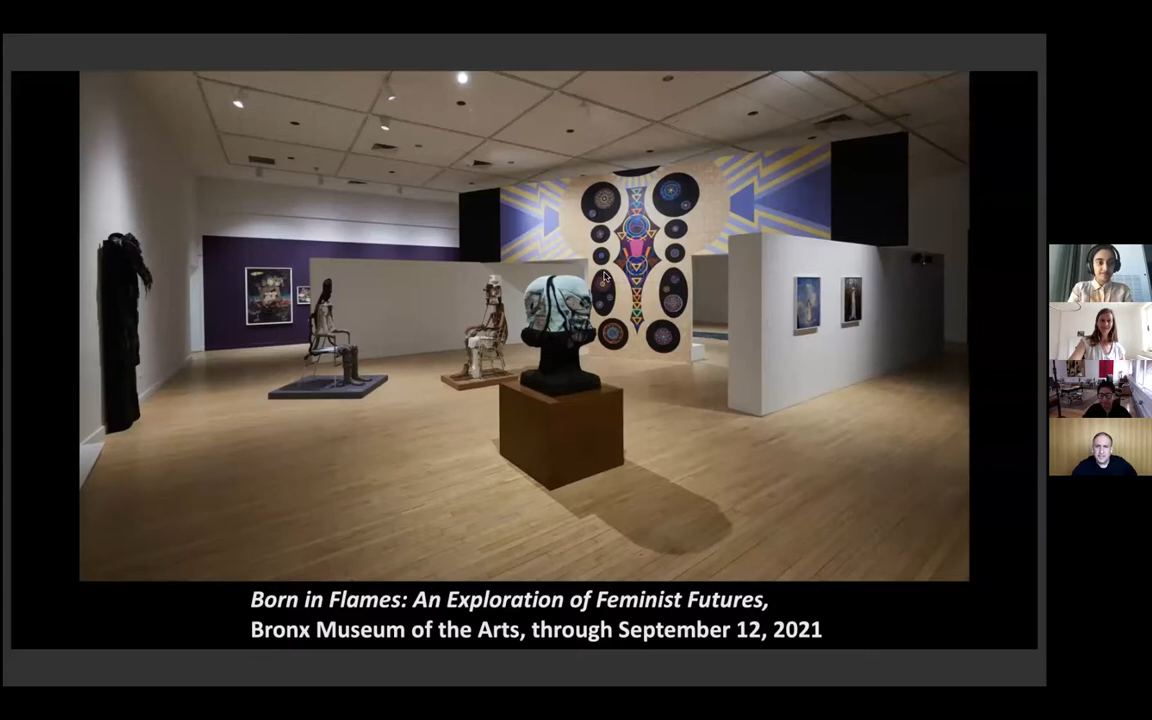 Born in Flames: An Exploration of Feminist Futures,
Bronx Museum of the Arts, through September 12, 2021